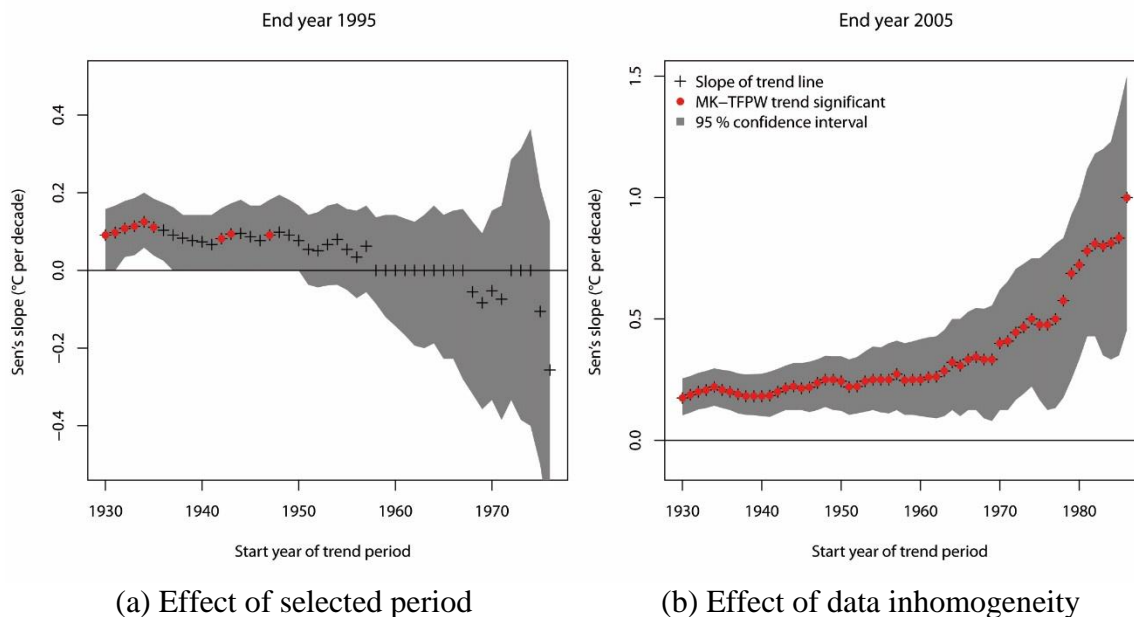 End year 1995
Sen's slope (°C per decade)
0.4
0.2
0.0
−0.2
−0.4
1930
1940
1950
1960
1970
Start year of trend period
(a) Effect of selected period
End year 2005
Slope of trend line
MK−TFPW trend significant
95 % confidence interval
Sen's slope (°C per decade)
1.5
1.0
0.5
0.0
1930
1940
1950
1960
1970
1980
Start year of trend period
(b) Effect of data inhomogeneity